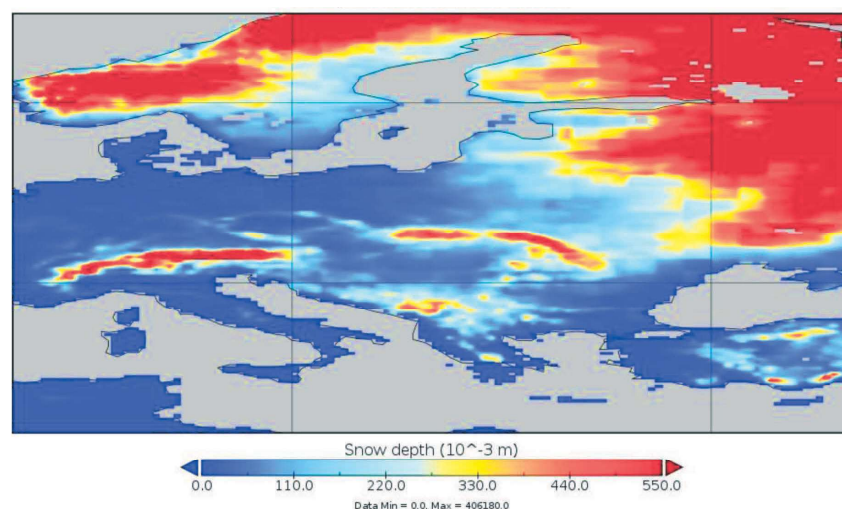 Snow depth (10^-3 m)
0.0 110.0 220.0 330.0 440.0 550.0
Data Min = 0.0, Max = 406180.0